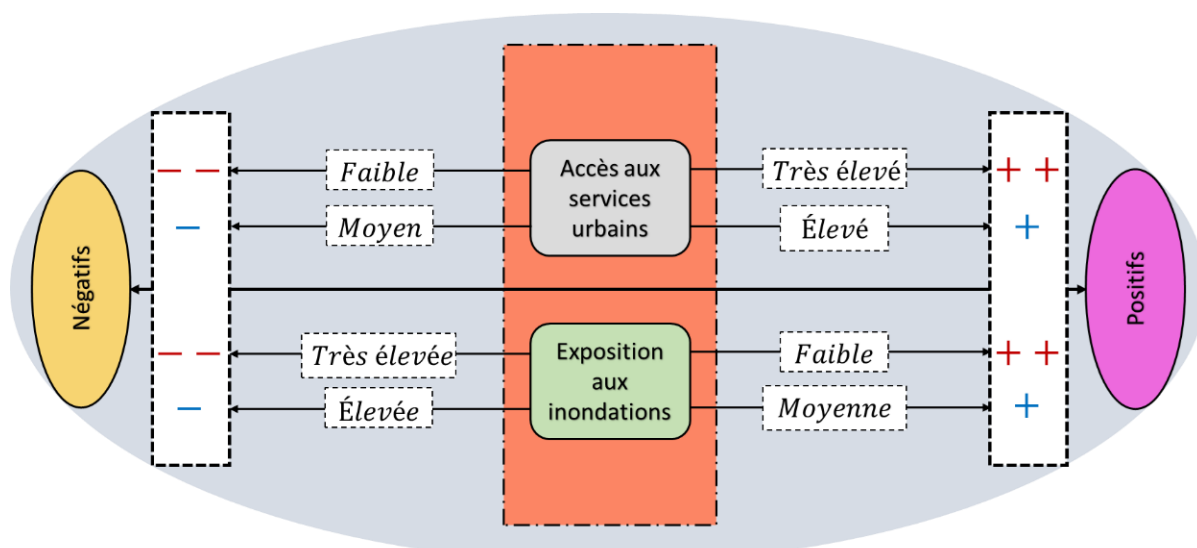 Faible
Accès aux
services
urbains
Très élevé
− −
+ +
Moyen
Élevé
−
+
Négatifs
Positifs
Très élevée
Exposition
aux
inondations
Faible
− −
+ +
Élevée
Moyenne
−
+